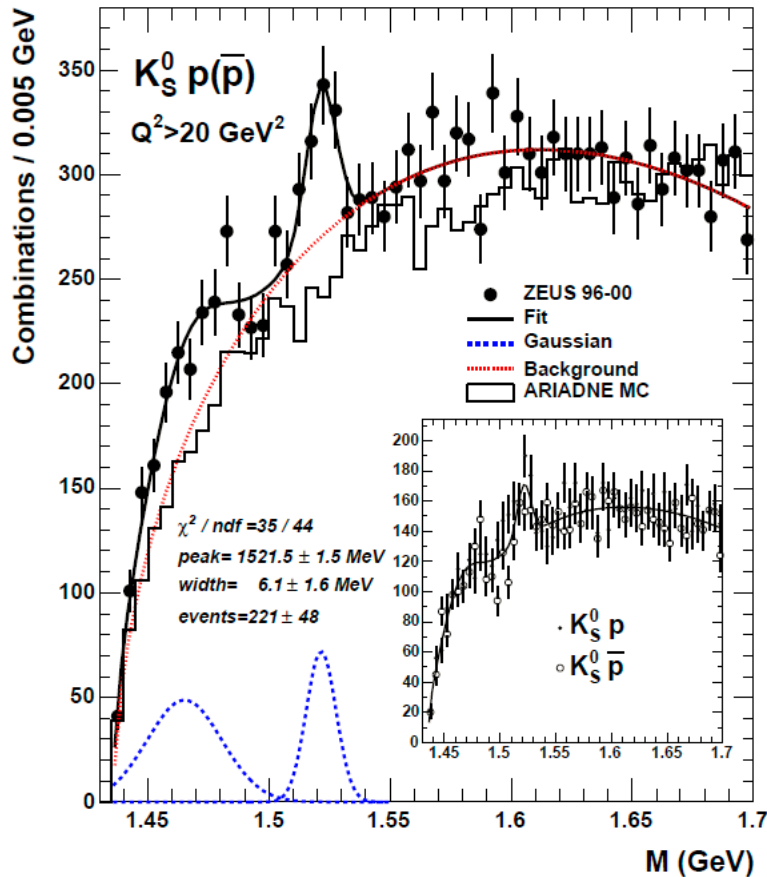 Combinations / 0.005 GeV
350
300
250
200
150
100
50
0
K⁰_S p(p̅)
Q²>20 GeV²
ZEUS 96-00
Fit
Gaussian
Background
ARIADNE MC
χ² / ndf =35 / 44
peak= 1521.5 ± 1.5 MeV
width= 6.1 ± 1.6 MeV
events=221 ± 48
200
180
160
140
120
100
80
60
40
20
0
K⁰_S p
K⁰_S p̅
1.45 1.5 1.55 1.6 1.65 1.7
1.45 1.5 1.55 1.6 1.65 1.7
M (GeV)